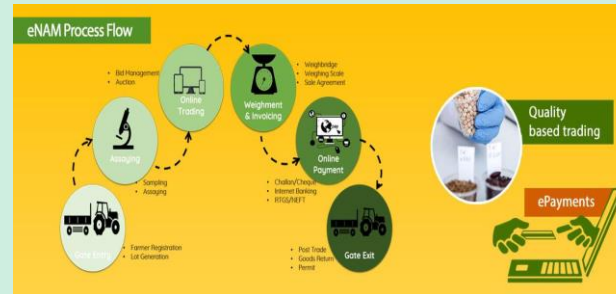 eNAM Process Flow
Gate Entry
• Farmer Registration
• Lot Generation
Assaying
• Sampling
• Assaying
Online
Trading
• Bid Management
• Auction
Weighment
& Invoicing
• Weighbridge
• Weighing Scale
• Sale Agreement
Online
Payment
• Challan/Cheque
• Internet Banking
• RTGS/NEFT
Gate Exit
• Post Trade
• Goods Return
• Permit
Quality
based trading
ePayments